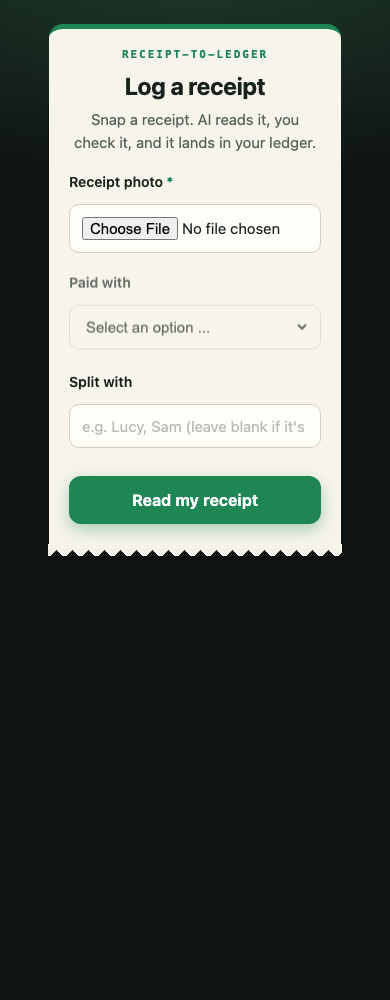 RECEIPT–TO–LEDGER
Log a receipt
Snap a receipt. AI reads it, you
check it, and it lands in your ledger.
Receipt photo *
Choose File No file chosen
Paid with
Select an option ...
Split with
e.g. Lucy, Sam (leave blank if it's
Read my receipt